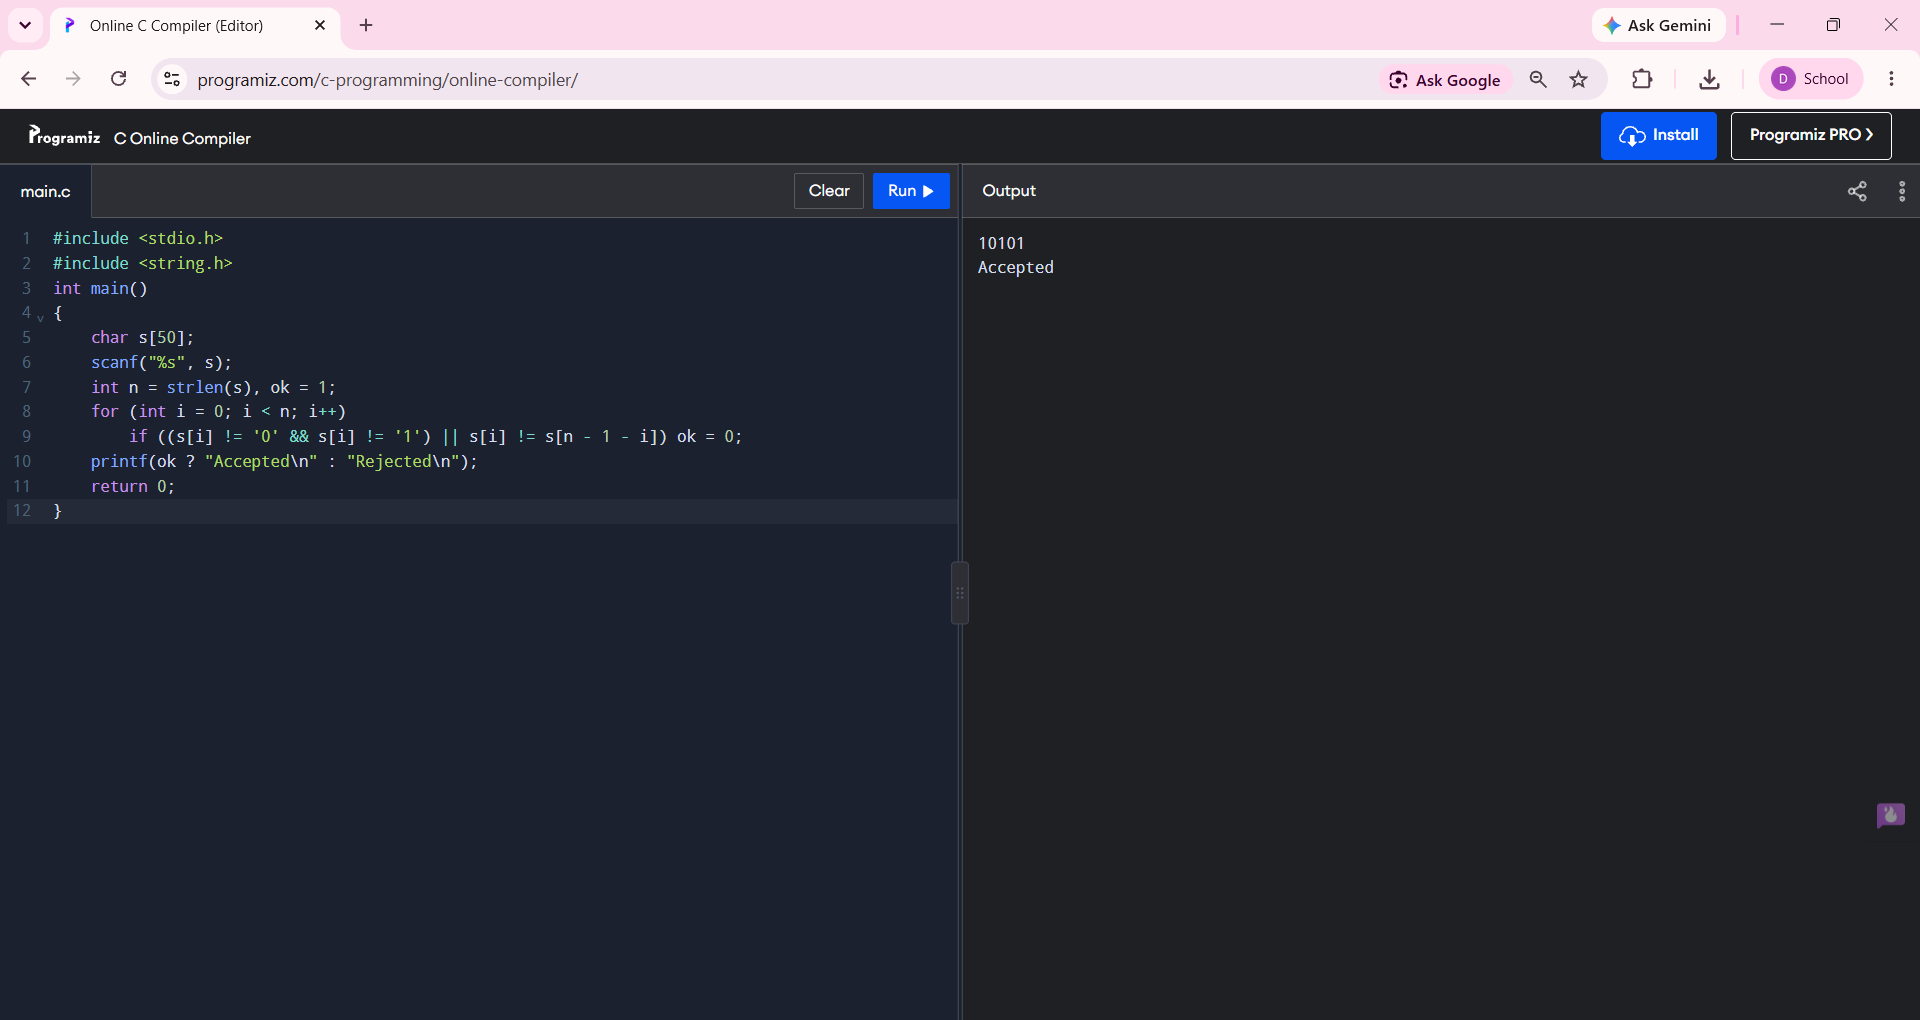 Online C Compiler (Editor)
Ask Gemini
programiz.com/c-programming/online-compiler/
Ask Google
D
School
Programiz
C Online Compiler
Install
Programiz PRO
main.c
Clear
Run
Output
1 #include <stdio.h>
2 #include <string.h>
3 int main()
4 {
5     char s[50];
6     scanf("%s", s);
7     int n = strlen(s), ok = 1;
8     for (int i = 0; i < n; i++)
9         if ((s[i] != '0' && s[i] != '1') || s[i] != s[n - 1 - i]) ok = 0;
10     printf(ok ? "Accepted\n" : "Rejected\n");
11     return 0;
12 }
10101
Accepted